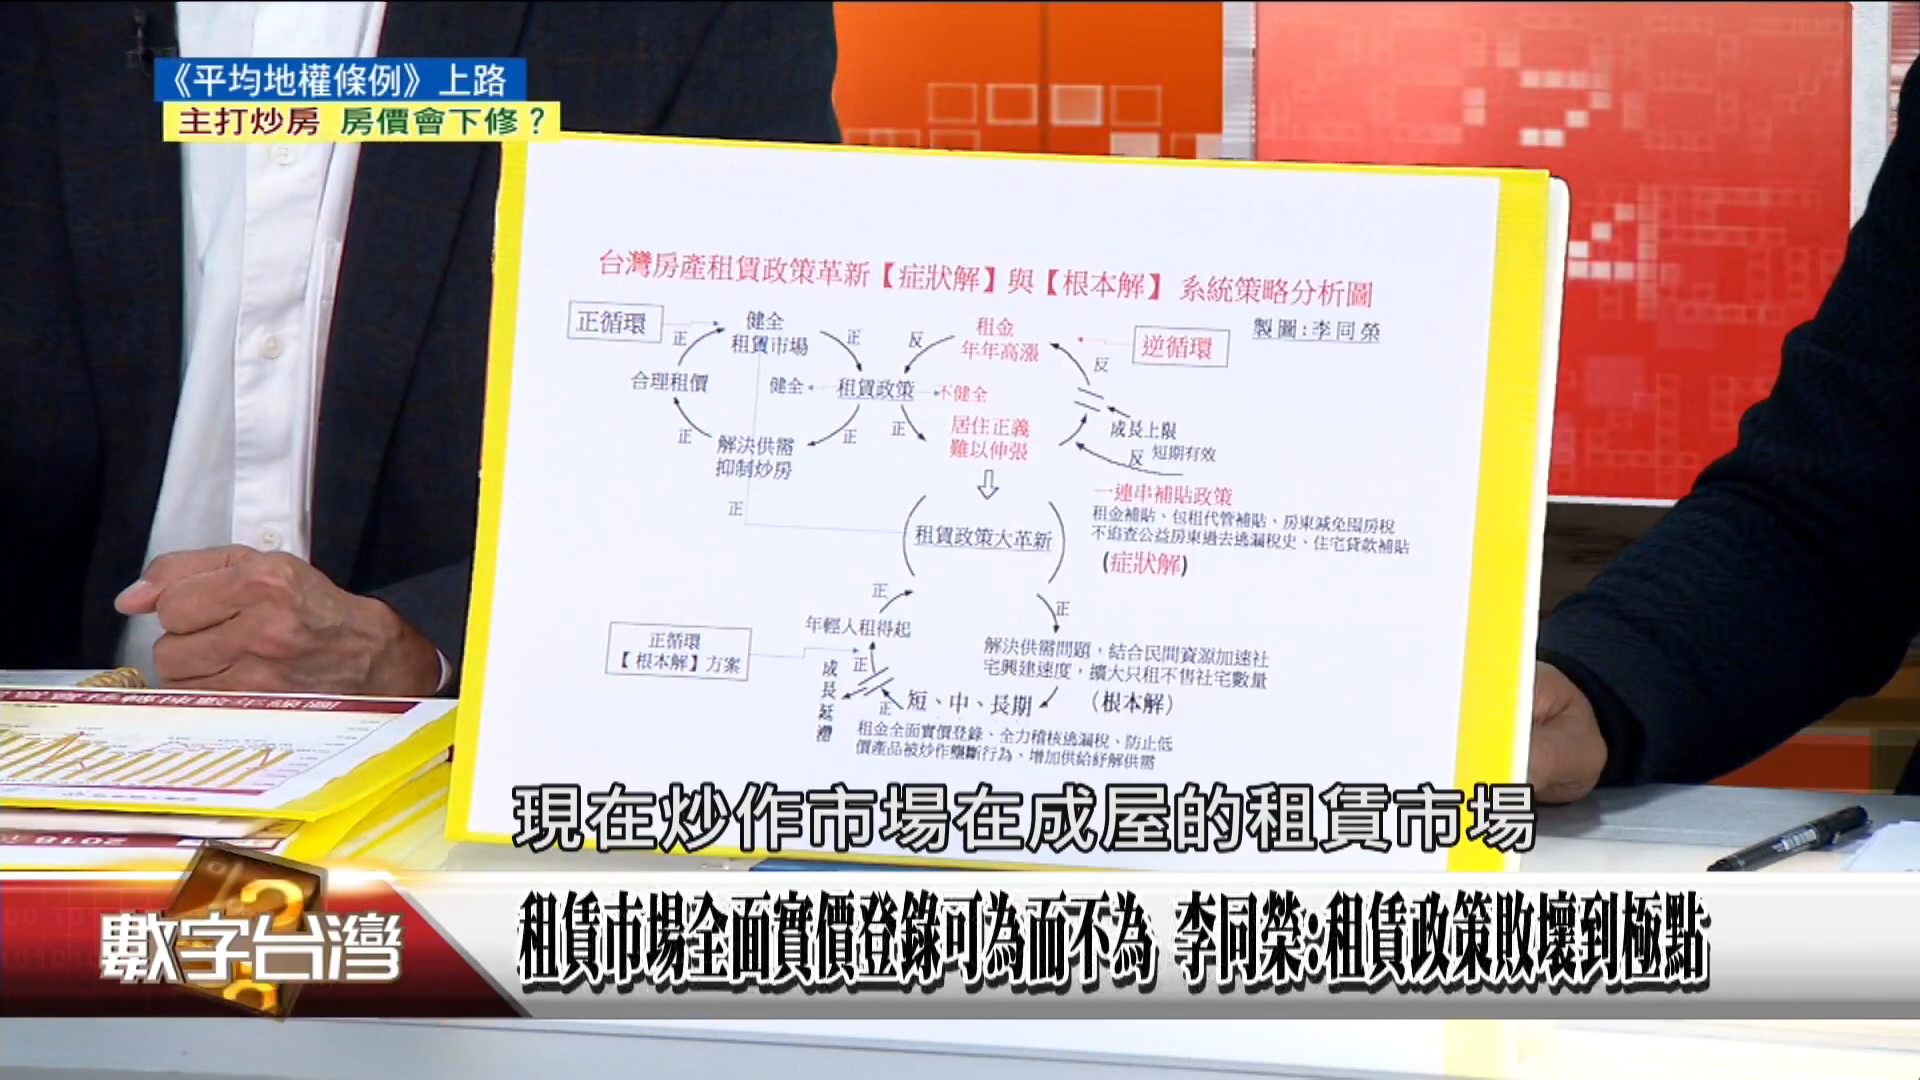 《平均地權條例》上路
主打炒房 房價會下修？
台灣房產租賃政策革新【症狀解】與【根本解】系統策略分析圖
製圖:李同榮
正循環
正
健全
租賃市場
正
反
租金
年年高漲
逆循環
反
合理租價
健全
租賃政策
不健全
正
解決供需
抑制炒房
正
正
居住正義
難以伸張
成長上限
反
短期有效
一連串補貼政策
租金補貼、包租代管補貼、房東減免囤房稅
不追查公益房東過去逃漏稅史、住宅貸款補貼
(症狀解)
正
租賃政策大革新
正
正
年輕人租得起
正循環
【根本解】方案
正
成長延滯
解決供需問題，結合民間資源加速社
宅興建速度，擴大只租不售社宅數量
（根本解）
正
短、中、長期
租金全面實價登錄、全力稽核逃漏稅、防止低
價產品被炒作壟斷行為、增加供給紓解供需
2018
現在炒作市場在成屋的租賃市場
數字台灣
租賃市場全面實價登錄可為而不為 李同榮:租賃政策敗壞到極點